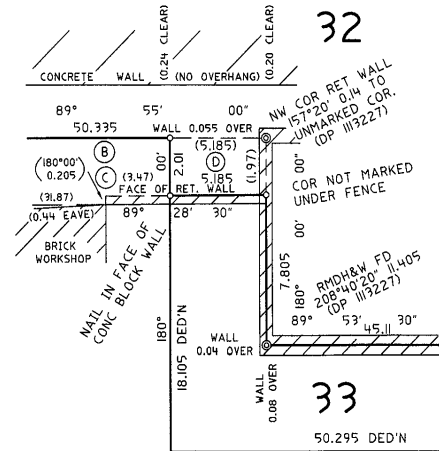 32
(0.24 CLEAR)
(0.20 CLEAR)
CONCRETE WALL (NO OVERHANG)
89° 55' 00"
50.335
WALL 0.055 OVER
NW COR RET WALL
157°20' 0.14 TO
UNMARKED COR.
(DP 1113227)
B
(180°00')
0.205
C
00'
2.01
(5.185)
D
5.185
(1.97)
(3.47)
FACE OF RET. WALL
(31.87)
(0.44 EAVE)
89° 28' 30"
BRICK
WORKSHOP
COR NOT MARKED
UNDER FENCE
NAIL IN FACE OF
CONC BLOCK WALL
180°
18.105 DED'N
00'
00'
7.805
180°
RMDH&W FD
208°40'20" 11.405
(DP 1113227)
89° 53' 30"
45.11
WALL
0.04 OVER
WALL
0.08 OVER
33
50.295 DED'N